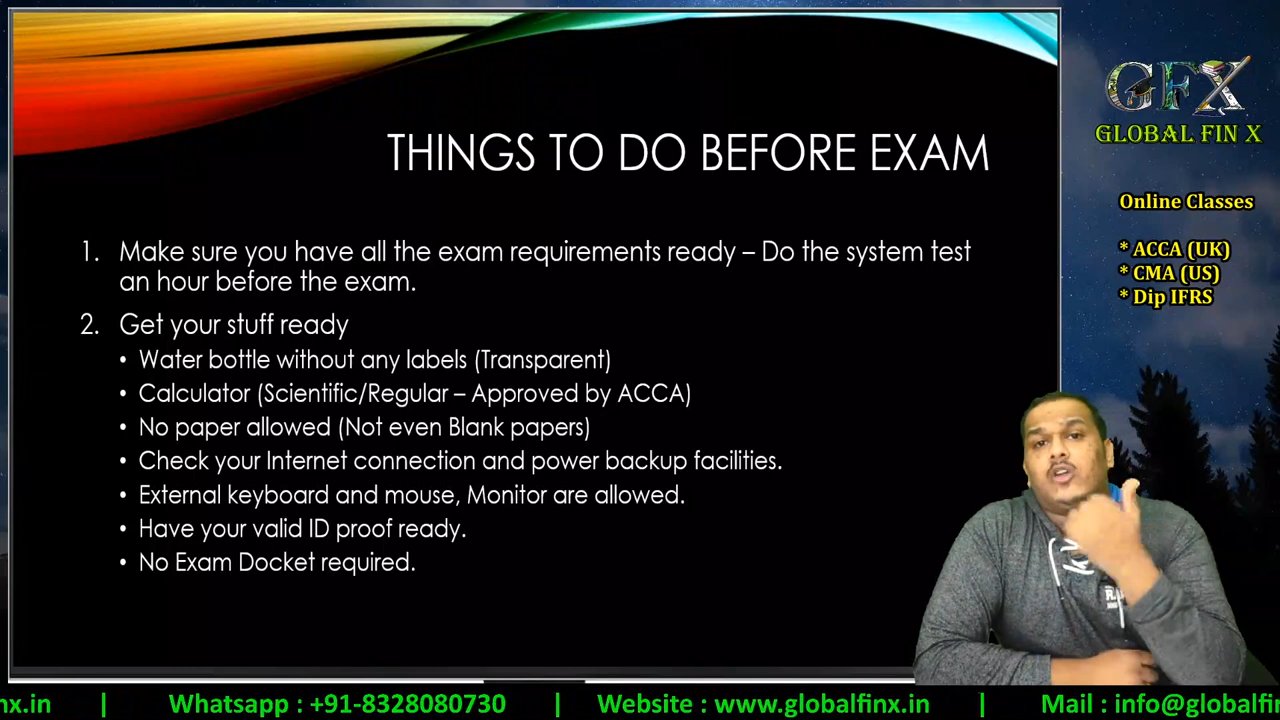 THINGS TO DO BEFORE EXAM
1. Make sure you have all the exam requirements ready – Do the system test
an hour before the exam.
2. Get your stuff ready
• Water bottle without any labels (Transparent)
• Calculator (Scientific/Regular – Approved by ACCA)
• No paper allowed (Not even Blank papers)
• Check your Internet connection and power backup facilities.
• External keyboard and mouse, Monitor are allowed.
• Have your valid ID proof ready.
• No Exam Docket required.
GFX
GLOBAL FIN X
Online Classes
* ACCA (UK)
* CMA (US)
* Dip IFRS
nx.in | Whatsapp : +91-8328080730 | Website : www.globalfinx.in | Mail : info@globalfi